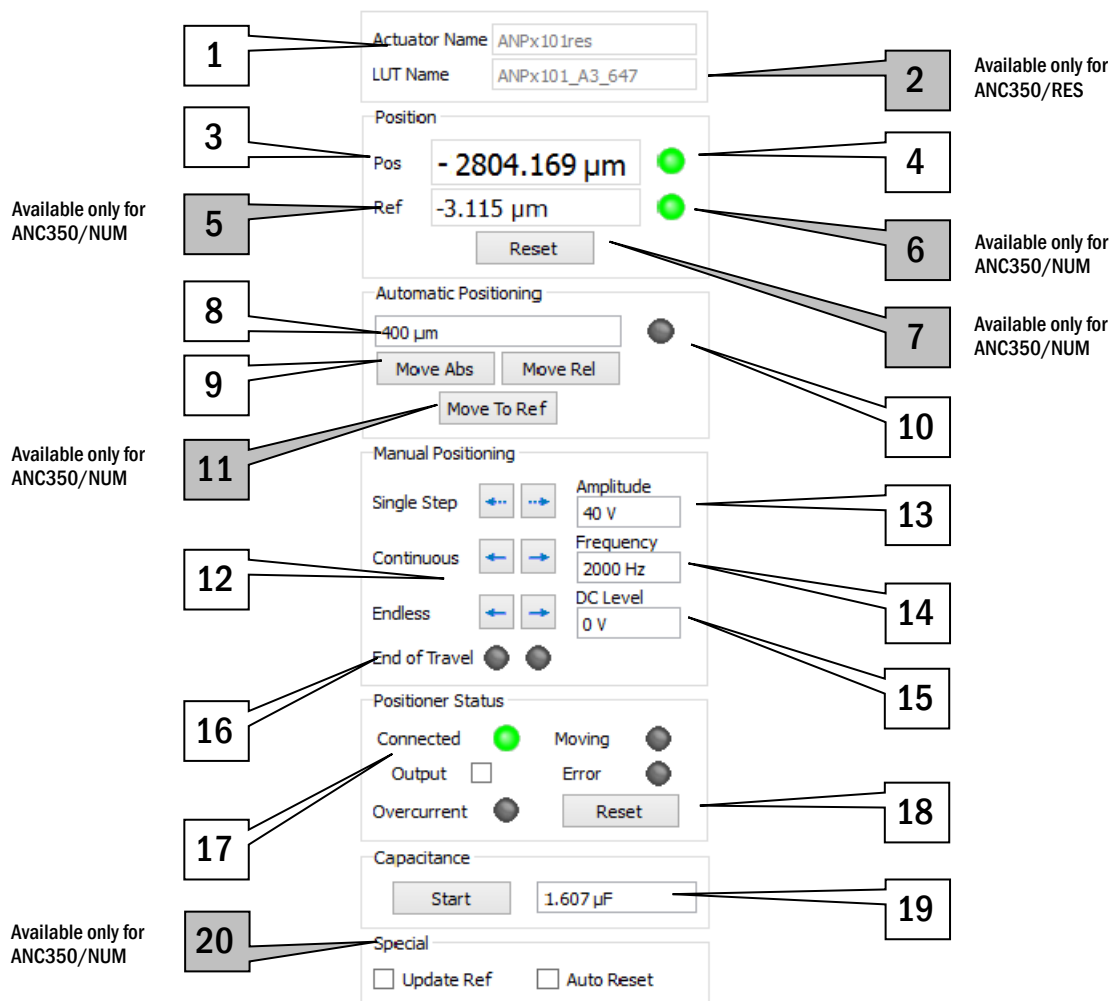 1
Actuator Name ANPx101res
LUT Name ANPx101_A3_647
2
Available only for
ANC350/RES
Position
3
Pos - 2804.169 µm
4
Available only for
ANC350/NUM
5
Ref -3.115 µm
6
Available only for
ANC350/NUM
Reset
7
Available only for
ANC350/NUM
Automatic Positioning
8
400 µm
9
Move Abs Move Rel
10
Move To Ref
Available only for
ANC350/NUM
11
Manual Positioning
Single Step
Amplitude
40 V
13
12
Continuous
Frequency
2000 Hz
14
Endless
DC Level
0 V
15
End of Travel
16
Positioner Status
Connected Moving
Output Error
Overcurrent Reset
17
18
Capacitance
Start 1.607 µF
19
Available only for
ANC350/NUM
20
Special
Update Ref Auto Reset